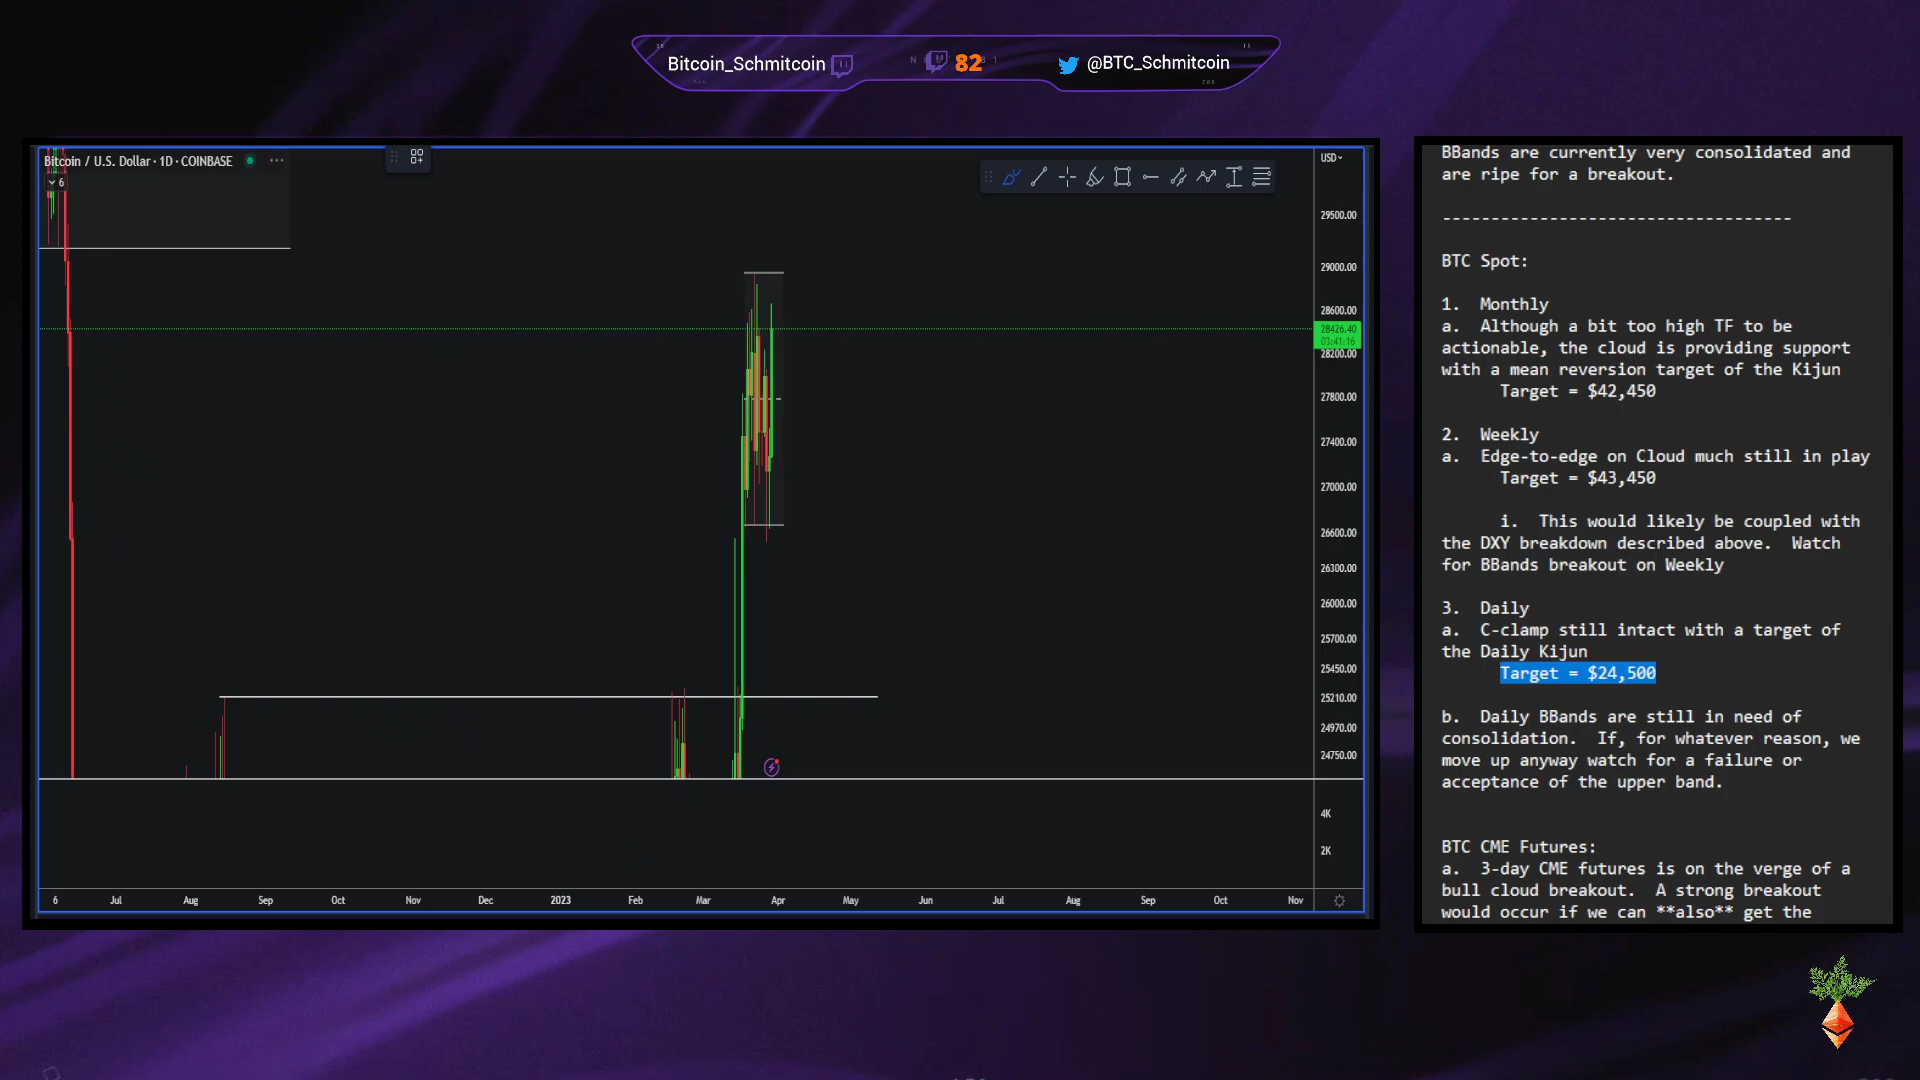 Bitcoin_Schmitcoin
82
@BTC_Schmitcoin
Bitcoin / U.S. Dollar · 1D · COINBASE
6
USD
29500.00
29000.00
28600.00
28426.40
03:41:16
28200.00
27800.00
27400.00
27000.00
26600.00
26300.00
26000.00
25700.00
25450.00
25210.00
24970.00
24750.00
4K
2K
6 Jul Aug Sep Oct Nov Dec 2023 Feb Mar Apr May Jun Jul Aug Sep Oct Nov
BBands are currently very consolidated and
are ripe for a breakout.
------------------------------------
BTC Spot:
1. Monthly
a. Although a bit too high TF to be
actionable, the cloud is providing support
with a mean reversion target of the Kijun
Target = $42,450
2. Weekly
a. Edge-to-edge on Cloud much still in play
Target = $43,450
i. This would likely be coupled with
the DXY breakdown described above. Watch
for BBands breakout on Weekly
3. Daily
a. C-clamp still intact with a target of
the Daily Kijun
Target = $24,500
b. Daily BBands are still in need of
consolidation. If, for whatever reason, we
move up anyway watch for a failure or
acceptance of the upper band.
BTC CME Futures:
a. 3-day CME futures is on the verge of a
bull cloud breakout. A strong breakout
would occur if we can **also** get the